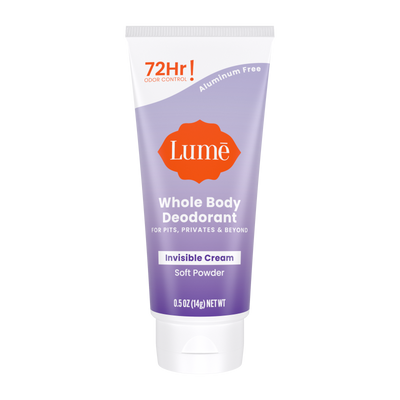 72Hr!
ODOR CONTROL
Aluminum Free
Lumē
Whole Body
Deodorant
FOR PITS, PRIVATES & BEYOND
Invisible Cream
Soft Powder
0.5 OZ (14g) NET WT